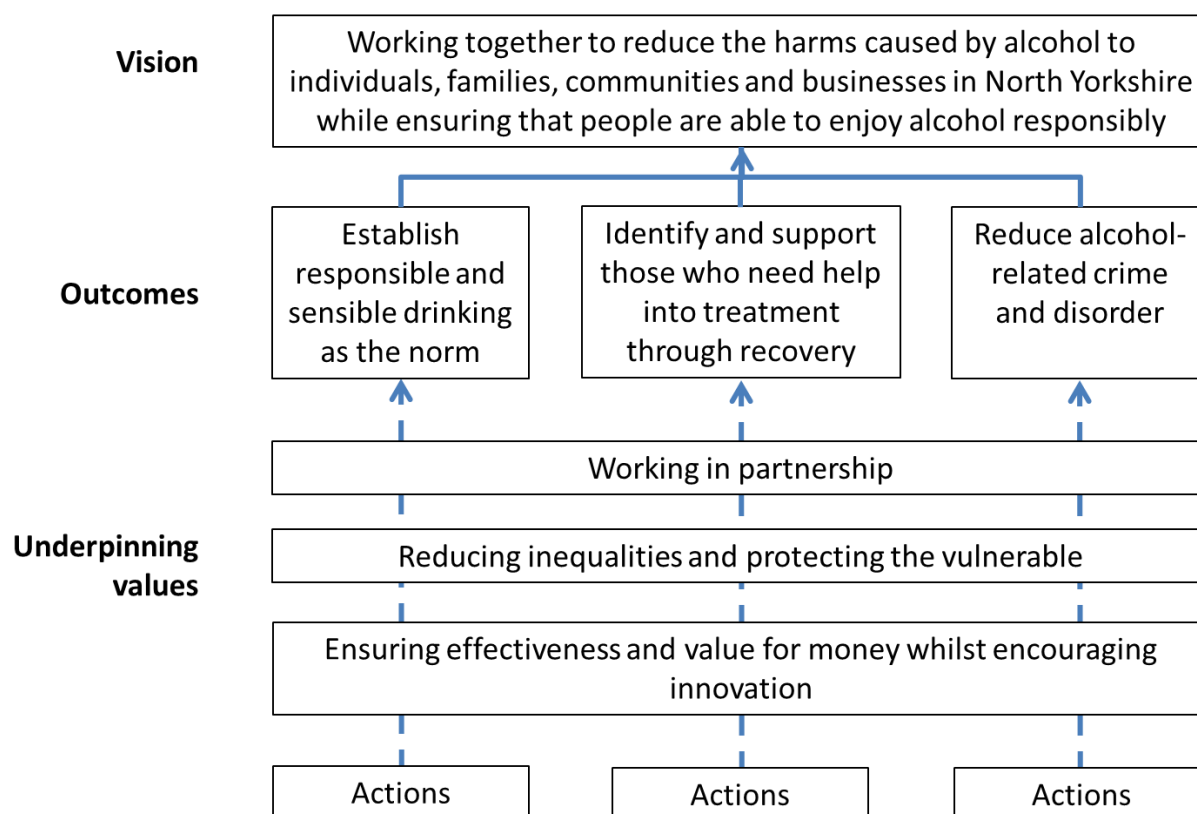 Vision
Working together to reduce the harms caused by alcohol to
individuals, families, communities and businesses in North Yorkshire
while ensuring that people are able to enjoy alcohol responsibly
Outcomes
Establish
responsible and
sensible drinking
as the norm
Identify and support
those who need help
into treatment
through recovery
Reduce alcohol-
related crime
and disorder
Underpinning
values
Working in partnership
Reducing inequalities and protecting the vulnerable
Ensuring effectiveness and value for money whilst encouraging
innovation
Actions
Actions
Actions